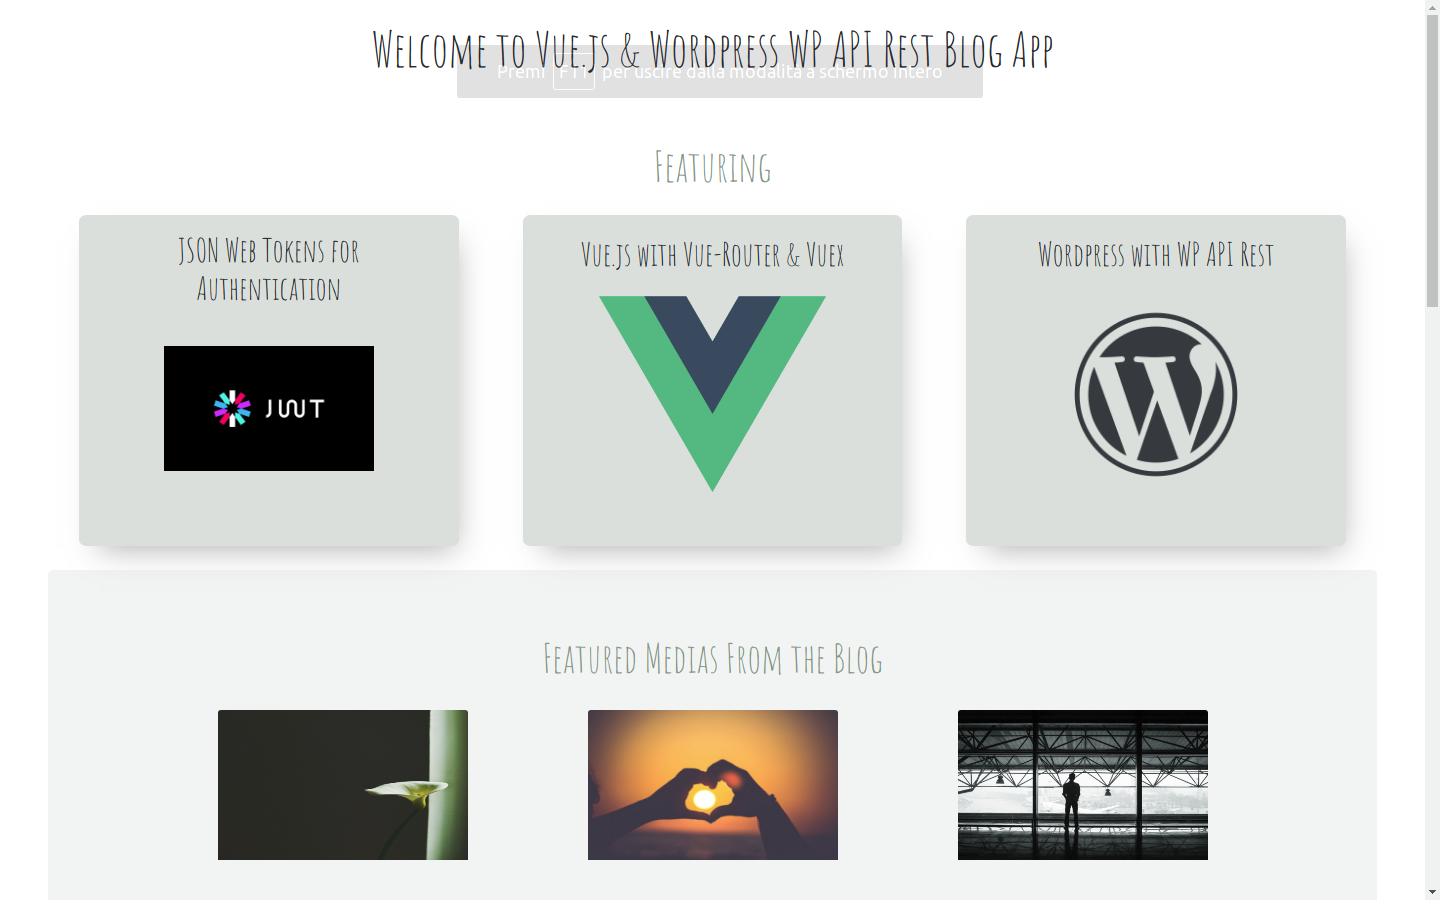 Welcome to Vue.js & Wordpress WP API Rest Blog App
Premi F11 per uscire dalla modalità a schermo intero
Featuring
JSON Web Tokens for
Authentication
JWT
Vue.js with Vue-Router & Vuex
Wordpress with WP API Rest
Featured Medias From the Blog